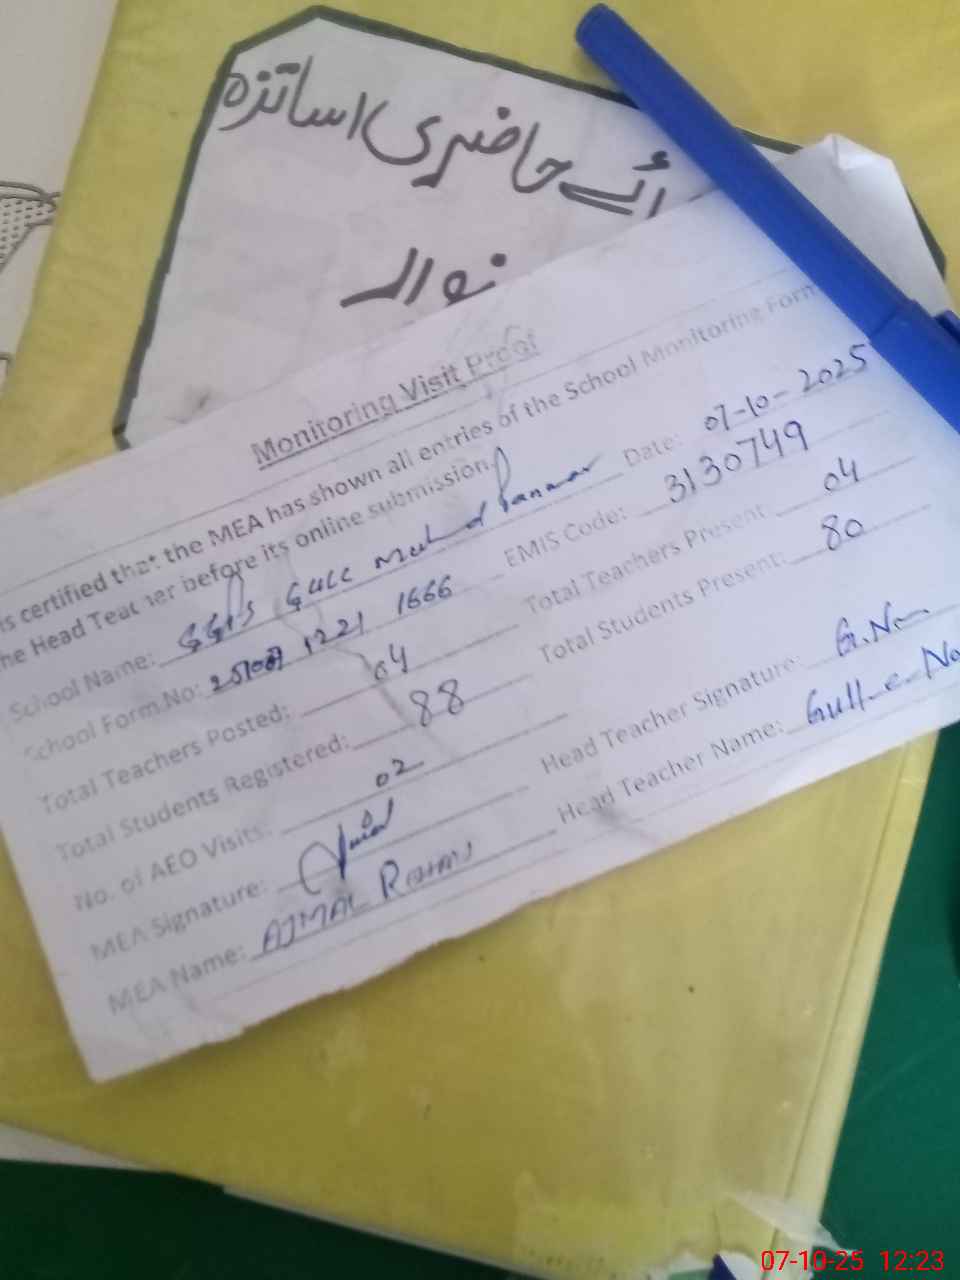 رائے حاضری اساتذہ
نوالہ
Monitoring Visit Proof
is certified that the MEA has shown all entries of the School Monitoring Form
he Head Teacher before its online submission.
School Name: GGPS Date: 07-10-2025
School Form No: 1221 1666 EMIS Code: 3130749
Total Teachers Posted: 04 Total Teachers Present: 04
Total Students Registered: 88 Total Students Present: 80
No. of AEO Visits: 02
MEA Signature: Head Teacher Signature: G.N
MEA Name: AJMAL Head Teacher Name: Gull-e-No
07-10-25 12:23